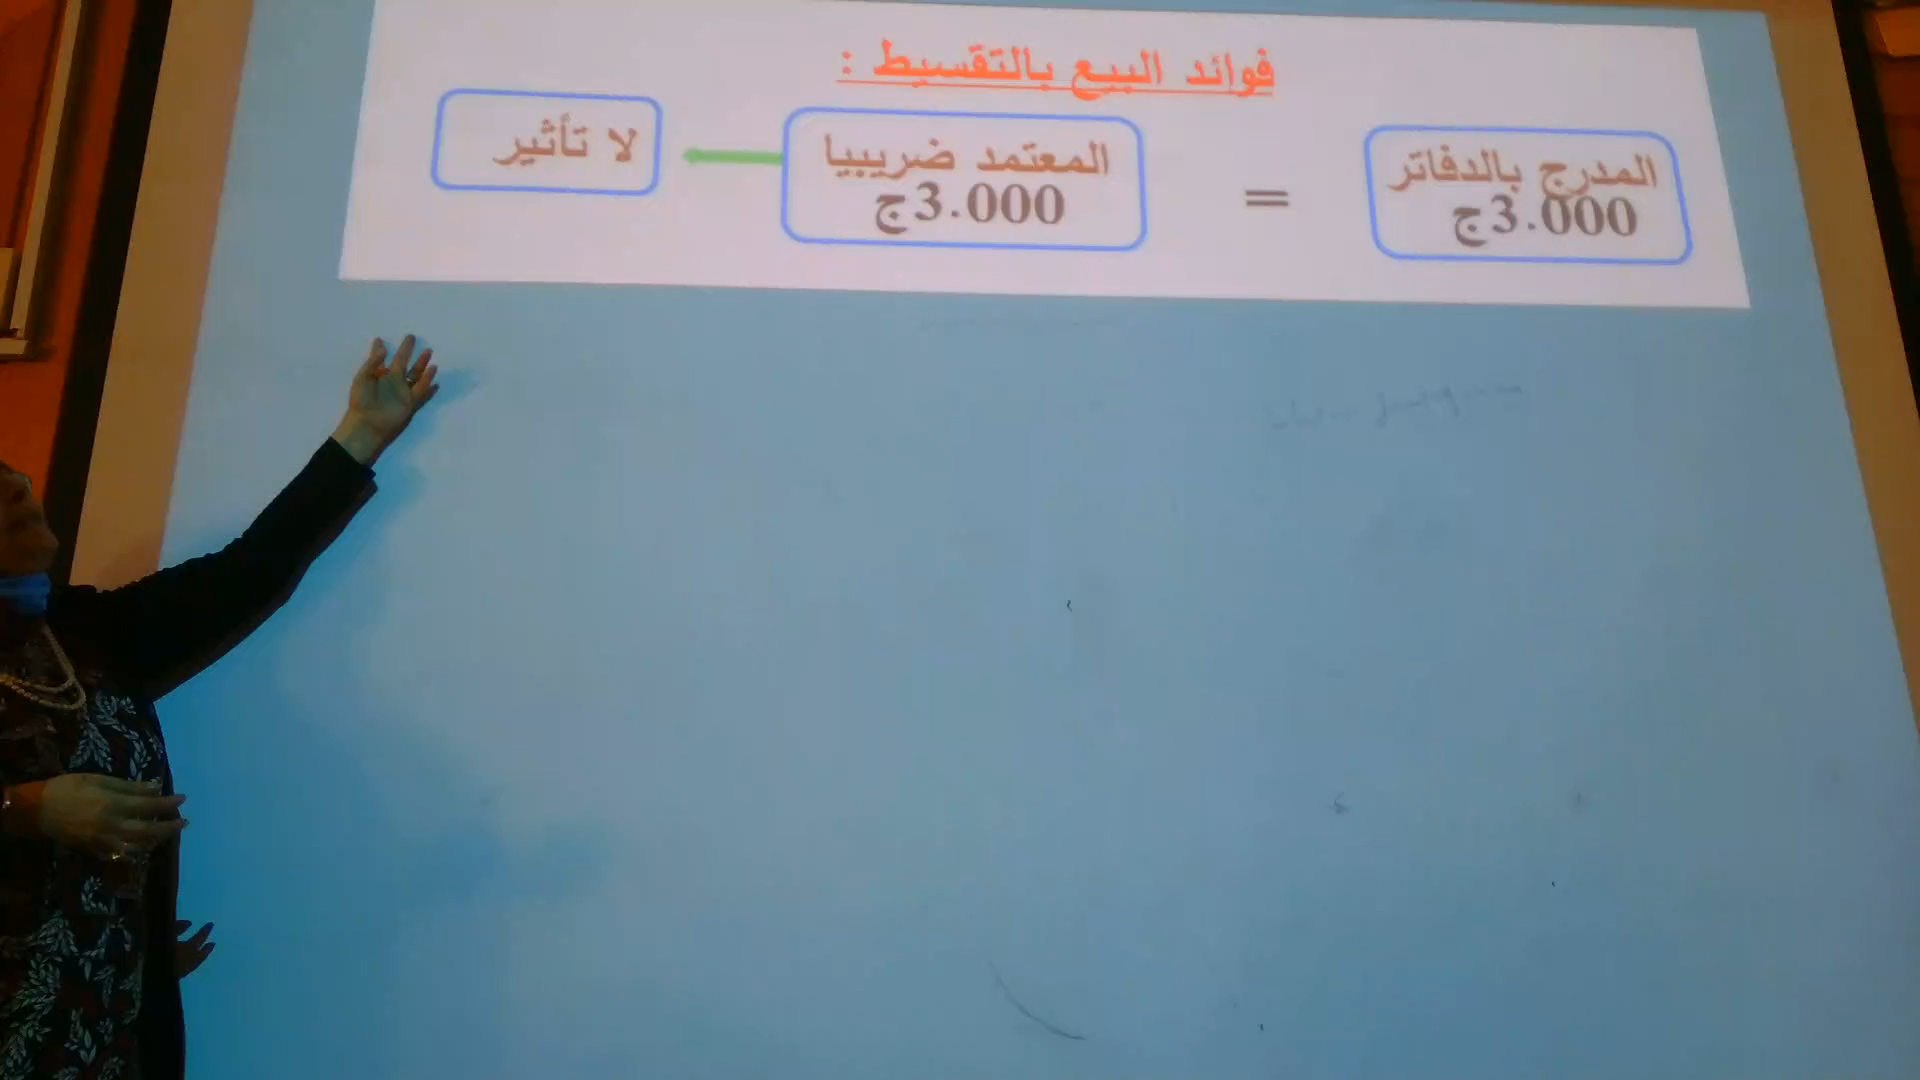 فوائد البيع بالتقسيط :
المدرج بالدفاتر
3.000ج
=
المعتمد ضريبيا
3.000ج
لا تأثير